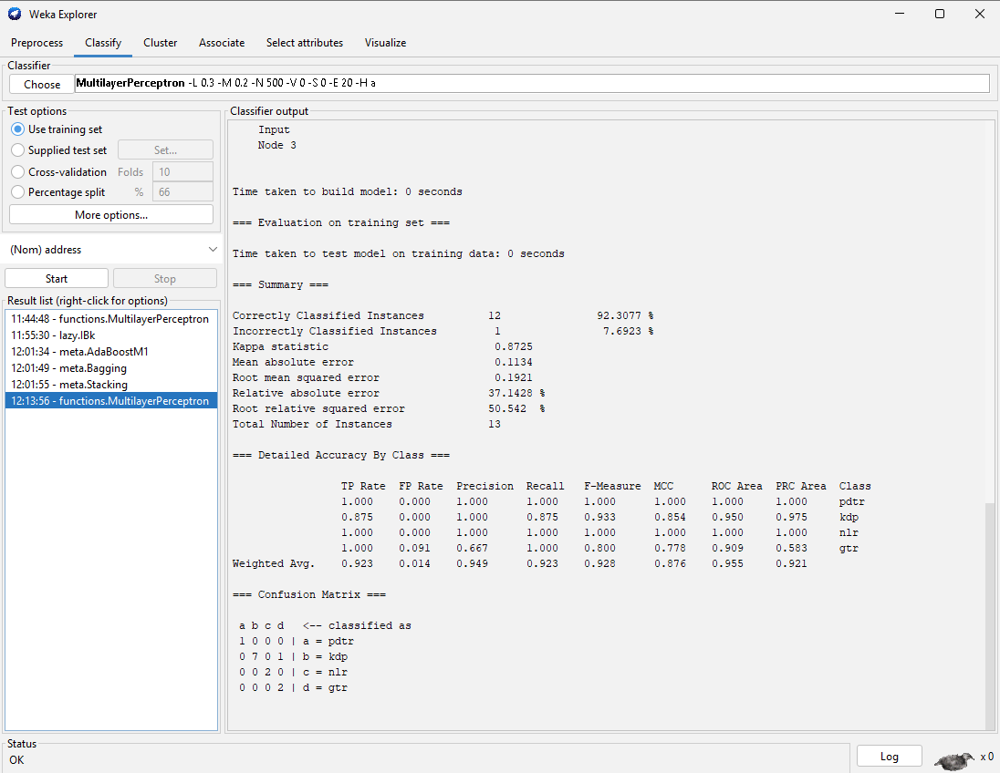 Weka Explorer
Preprocess Classify Cluster Associate Select attributes Visualize
Classifier
Choose MultilayerPerceptron -L 0.3 -M 0.2 -N 500 -V 0 -S 0 -E 20 -H a
Test options
Use training set
Supplied test set Set...
Cross-validation Folds 10
Percentage split % 66
More options...
(Nom) address
Start Stop
Result list (right-click for options)
11:44:48 - functions.MultilayerPerceptron
11:55:30 - lazy.IBk
12:01:34 - meta.AdaBoostM1
12:01:49 - meta.Bagging
12:01:55 - meta.Stacking
12:13:56 - functions.MultilayerPerceptron
Classifier output
Input
Node 3
Time taken to build model: 0 seconds
=== Evaluation on training set ===
Time taken to test model on training data: 0 seconds
=== Summary ===
Correctly Classified Instances 12 92.3077 %
Incorrectly Classified Instances 1 7.6923 %
Kappa statistic 0.8725
Mean absolute error 0.1134
Root mean squared error 0.1921
Relative absolute error 37.1428 %
Root relative squared error 50.542 %
Total Number of Instances 13
=== Detailed Accuracy By Class ===
TP Rate FP Rate Precision Recall F-Measure MCC ROC Area PRC Area Class
1.000 0.000 1.000 1.000 1.000 1.000 1.000 1.000 pdtr
0.875 0.000 1.000 0.875 0.933 0.854 0.950 0.975 kdp
1.000 0.000 1.000 1.000 1.000 1.000 1.000 1.000 nlr
1.000 0.091 0.667 1.000 0.800 0.778 0.909 0.583 gtr
Weighted Avg. 0.923 0.014 0.949 0.923 0.928 0.876 0.955 0.921
=== Confusion Matrix ===
a b c d <-- classified as
1 0 0 0 | a = pdtr
0 7 0 1 | b = kdp
0 0 2 0 | c = nlr
0 0 0 2 | d = gtr
Status
OK
Log x 0